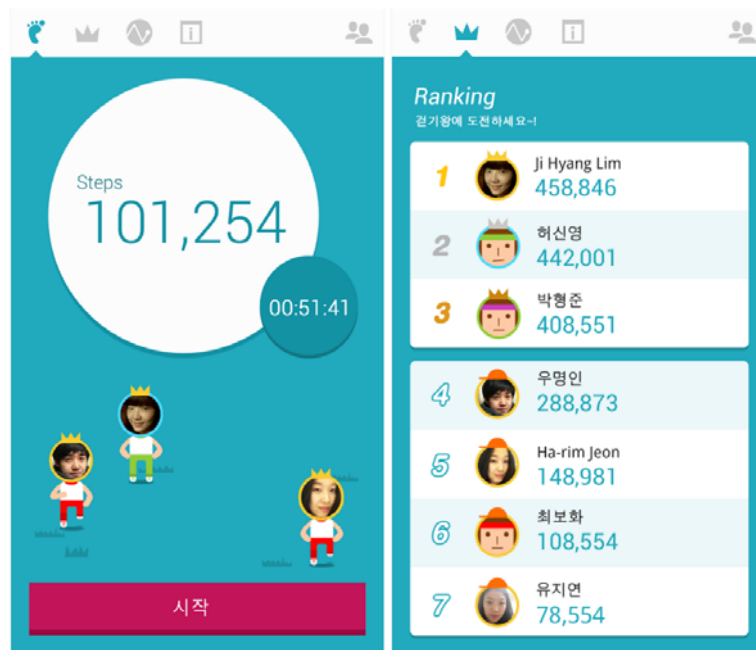 Steps
101,254
00:51:41
시작
Ranking
걷기왕에 도전하세요~!
1
Ji Hyang Lim
458,846
2
허신영
442,001
3
박형준
408,551
4
우명인
288,873
5
Ha-rim Jeon
148,981
6
최보화
108,554
7
유지연
78,554